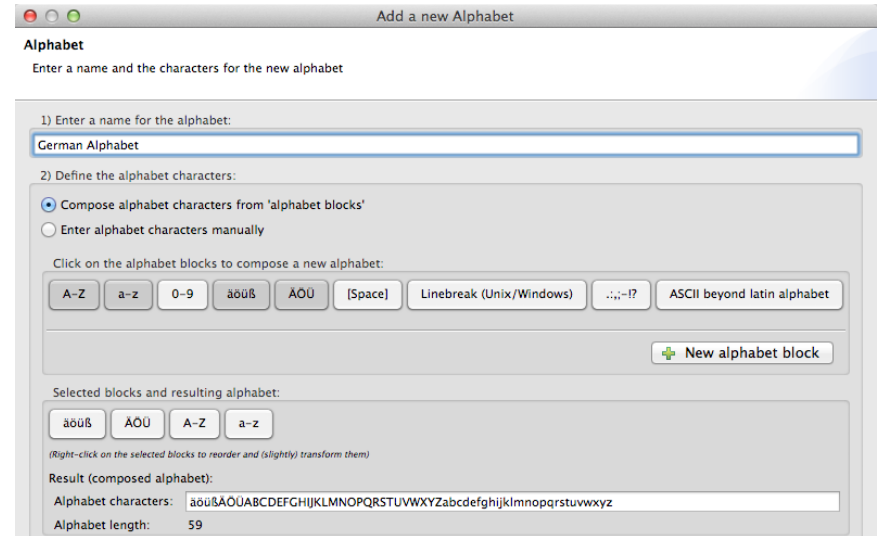 Add a new Alphabet
Alphabet
Enter a name and the characters for the new alphabet
1) Enter a name for the alphabet:
German Alphabet
2) Define the alphabet characters:
Compose alphabet characters from 'alphabet blocks'
Enter alphabet characters manually
Click on the alphabet blocks to compose a new alphabet:
A-Z a-z 0-9 äöüß ÄÖÜ [Space] Linebreak (Unix/Windows) .:,;-!? ASCII beyond latin alphabet
New alphabet block
Selected blocks and resulting alphabet:
äöüß ÄÖÜ A-Z a-z
(Right-click on the selected blocks to reorder and (slightly) transform them)
Result (composed alphabet):
Alphabet characters: äöüßÄÖÜABCDEFGHIJKLMNOPQRSTUVWXYZabcdefghijklmnopqrstuvwxyz
Alphabet length: 59